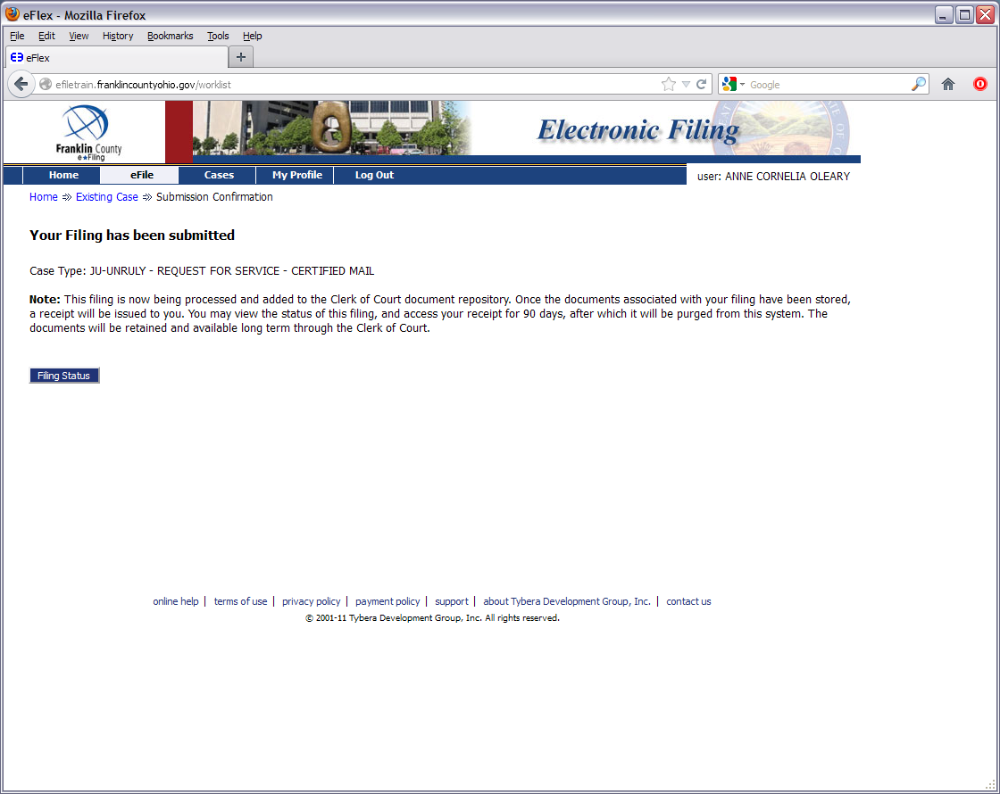 eFlex - Mozilla Firefox
File Edit View History Bookmarks Tools Help
eFlex
efiletrain.franklincountyohio.gov/worklist
Google
Franklin County
e★Filing
Electronic Filing
Home eFile Cases My Profile Log Out
user: ANNE CORNELIA OLEARY
Home Existing Case Submission Confirmation
Your Filing has been submitted
Case Type: JU-UNRULY - REQUEST FOR SERVICE - CERTIFIED MAIL
Note: This filing is now being processed and added to the Clerk of Court document repository. Once the documents associated with your filing have been stored,
a receipt will be issued to you. You may view the status of this filing, and access your receipt for 90 days, after which it will be purged from this system. The
documents will be retained and available long term through the Clerk of Court.
Filing Status
online help | terms of use | privacy policy | payment policy | support | about Tybera Development Group, Inc. | contact us
© 2001-11 Tybera Development Group, Inc. All rights reserved.